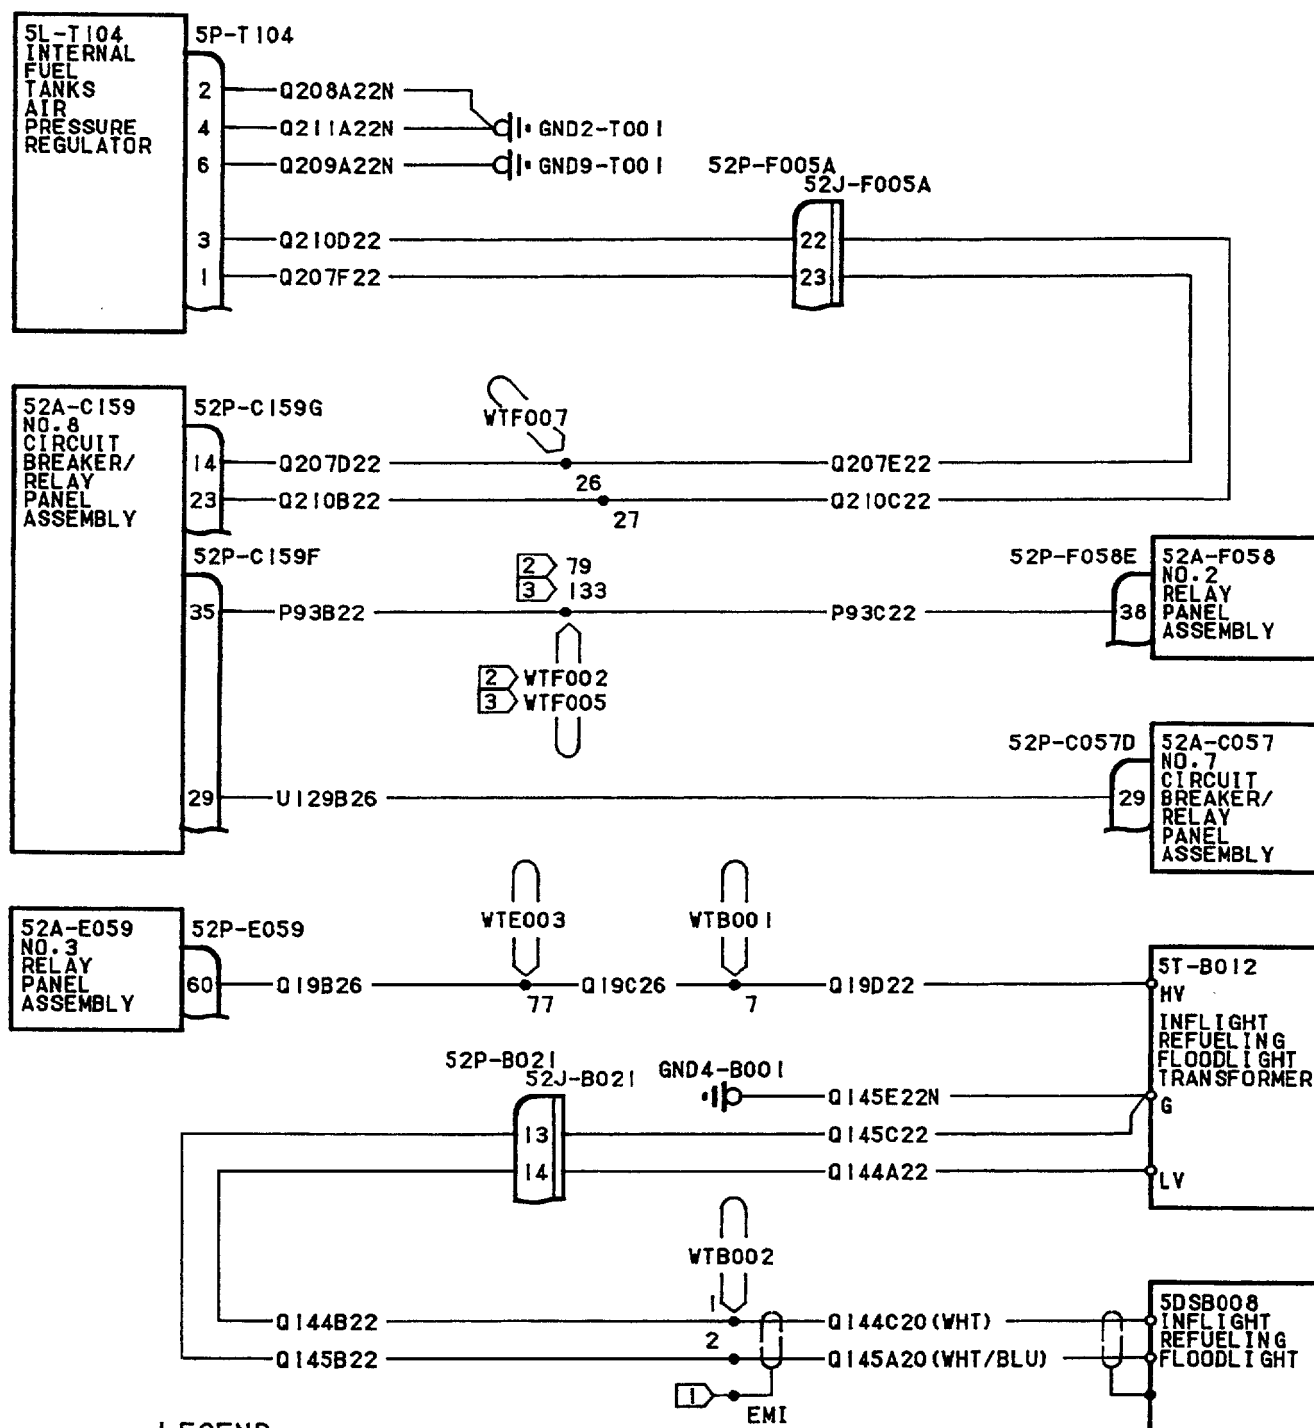 5L-T104
INTERNAL
FUEL
TANKS
AIR
PRESSURE
REGULATOR
5P-T104
2
Q208A22N
4
Q211A22N
GND2-T001
6
Q209A22N
GND9-T001
3
Q210D22
1
Q207F22
52P-F005A
52J-F005A
22
23
52A-C159
NO.8
CIRCUIT
BREAKER/
RELAY
PANEL
ASSEMBLY
52P-C159G
14
Q207D22
WTF007
26
Q207E22
23
Q210B22
27
Q210C22
52P-C159F
2 79
3 133
35
P93B22
P93C22
2 WTF002
3 WTF005
52P-F058E
38
52A-F058
NO.2
RELAY
PANEL
ASSEMBLY
29
U129B26
52P-C057D
29
52A-C057
NO.7
CIRCUIT
BREAKER/
RELAY
PANEL
ASSEMBLY
52A-E059
NO.3
RELAY
PANEL
ASSEMBLY
52P-E059
60
Q19B26
WTE003
77
Q19C26
WTB001
7
Q19D22
5T-B012
HV
INFLIGHT
REFUELING
FLOODLIGHT
TRANSFORMER
G
LV
52P-B021
52J-B021
GND4-B001
Q145E22N
13
Q145C22
14
Q144A22
WTB002
1
Q144B22
Q144C20(WHT)
2
Q145B22
Q145A20(WHT/BLU)
1
EMI
5DSB008
INFLIGHT
REFUELING
FLOODLIGHT
LEGEND